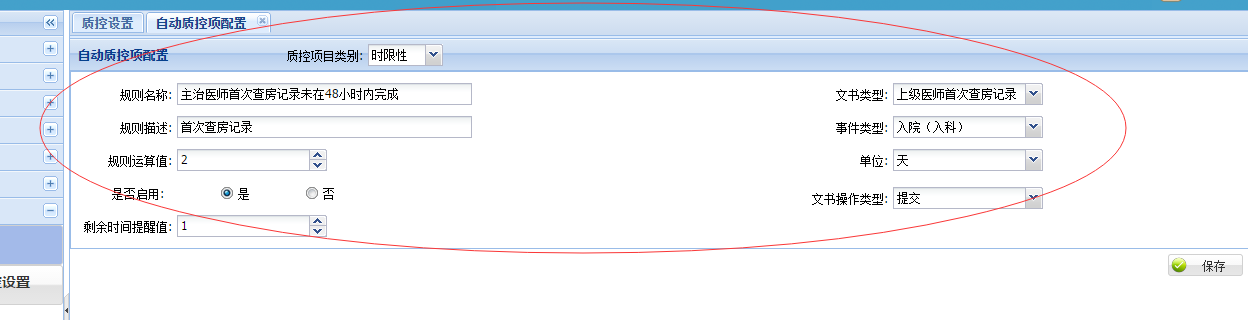 质控设置 自动质控项配置
自动质控项配置 质控项目类别: 时限性
规则名称: 主治医师首次查房记录未在48小时内完成 文书类型: 上级医师首次查房记录
规则描述: 首次查房记录 事件类型: 入院（入科）
规则运算值: 2 单位: 天
是否启用: 是 否 文书操作类型: 提交
剩余时间提醒值: 1
保存
设置